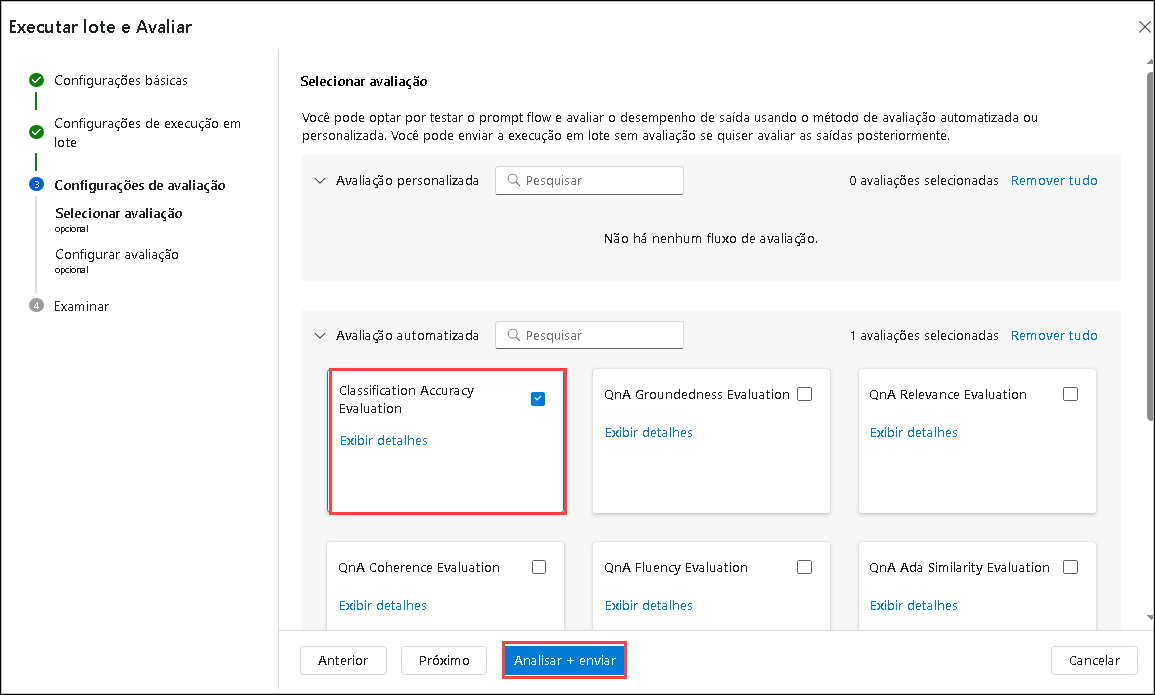 Executar lote e Avaliar
Configurações básicas
Configurações de execução em
lote
3
Configurações de avaliação
Selecionar avaliação
opcional
Configurar avaliação
opcional
4
Examinar
Selecionar avaliação
Você pode optar por testar o prompt flow e avaliar o desempenho de saída usando o método de avaliação automatizada ou
personalizada. Você pode enviar a execução em lote sem avaliação se quiser avaliar as saídas posteriormente.
Avaliação personalizada
Pesquisar
0 avaliações selecionadas
Remover tudo
Não há nenhum fluxo de avaliação.
Avaliação automatizada
Pesquisar
1 avaliações selecionadas
Remover tudo
Classification Accuracy
Evaluation
Exibir detalhes
QnA Groundedness Evaluation
Exibir detalhes
QnA Relevance Evaluation
Exibir detalhes
QnA Coherence Evaluation
Exibir detalhes
QnA Fluency Evaluation
Exibir detalhes
QnA Ada Similarity Evaluation
Exibir detalhes
Anterior
Próximo
Analisar + enviar
Cancelar